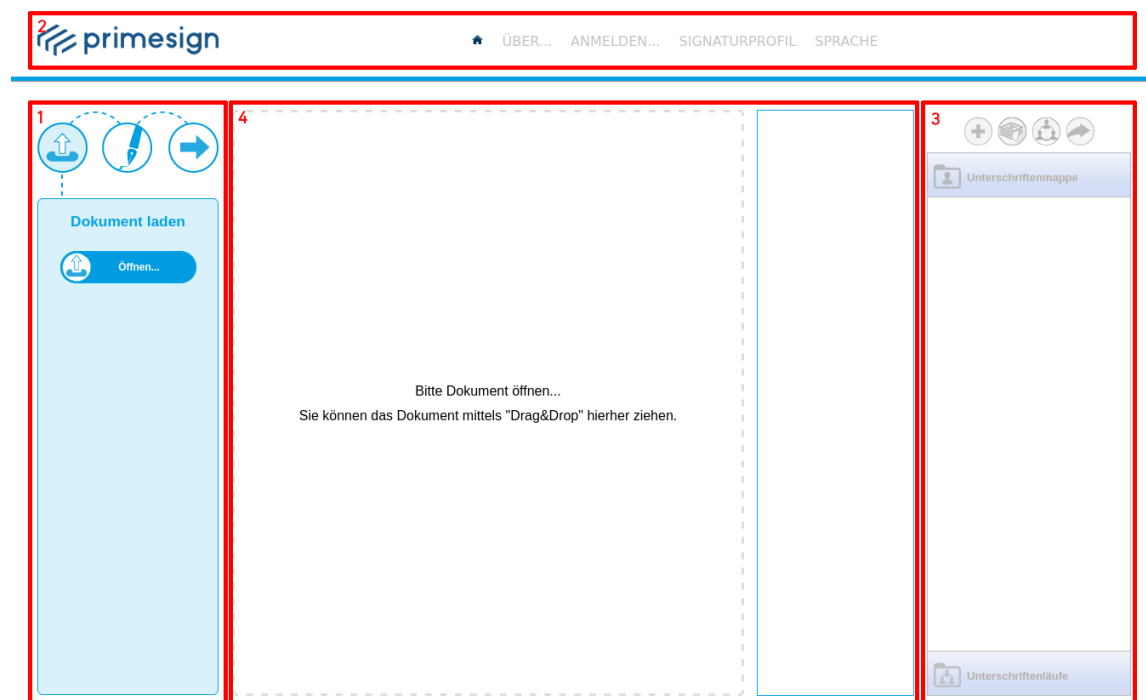 2
primesign
ÜBER... ANMELDEN... SIGNATURPROFIL SPRACHE
1
Dokument laden
Öffnen...
4
Bitte Dokument öffnen...
Sie können das Dokument mittels "Drag&Drop" hierher ziehen.
3
Unterschriftenmappe
Unterschriftenläufe